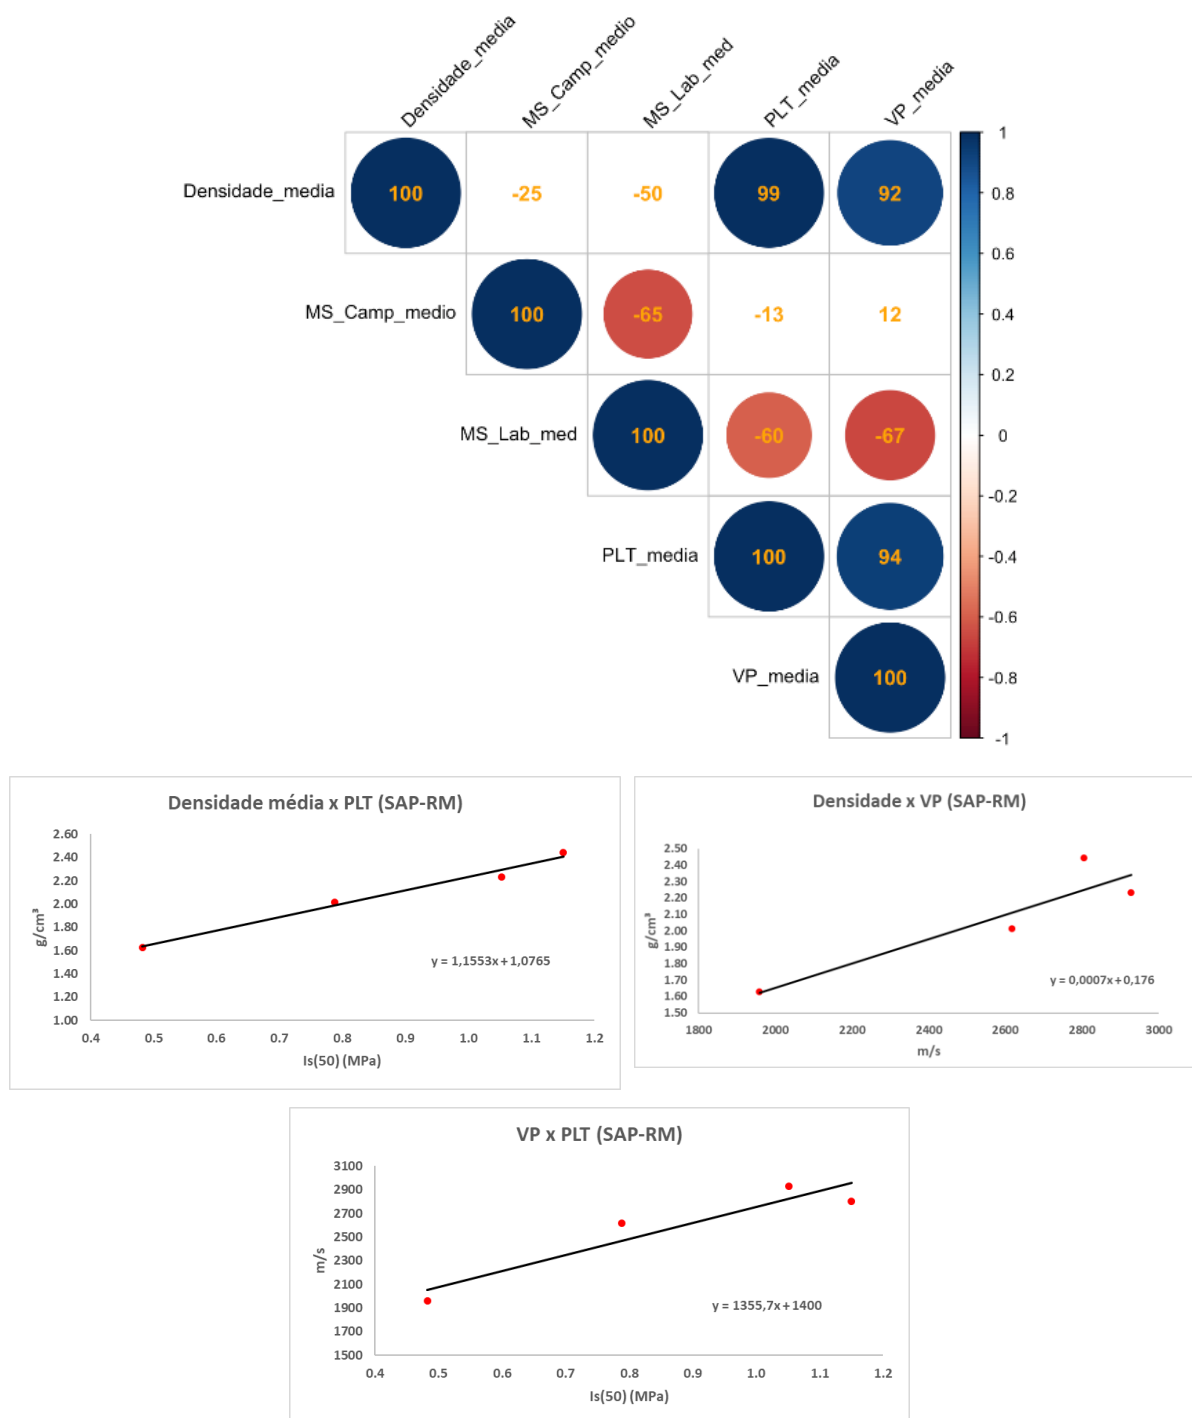 Densidade_media
MS_Camp_medio
MS_Lab_med
PLT_media
VP_media
Densidade_media 100 -25 -50 99 92
MS_Camp_medio 100 -65 -13 12
MS_Lab_med 100 -60 -67
PLT_media 100 94
VP_media 100
1
0.8
0.6
0.4
0.2
0
-0.2
-0.4
-0.6
-0.8
-1
Densidade média x PLT (SAP-RM)
2.60
2.40
2.20
2.00
1.80
1.60
1.40
1.20
1.00
g/cm³
y = 1,1553x + 1,0765
0.4 0.5 0.6 0.7 0.8 0.9 1.0 1.1 1.2
Is(50) (MPa)
Densidade x VP (SAP-RM)
2.50
2.40
2.30
2.20
2.10
2.00
1.90
1.80
1.70
1.60
1.50
g/cm³
y = 0,0007x + 0,176
1800 2000 2200 2400 2600 2800 3000
m/s
VP x PLT (SAP-RM)
3100
2900
2700
2500
2300
2100
1900
1700
1500
m/s
y = 1355,7x + 1400
0.4 0.5 0.6 0.7 0.8 0.9 1.0 1.1 1.2
Is(50) (MPa)